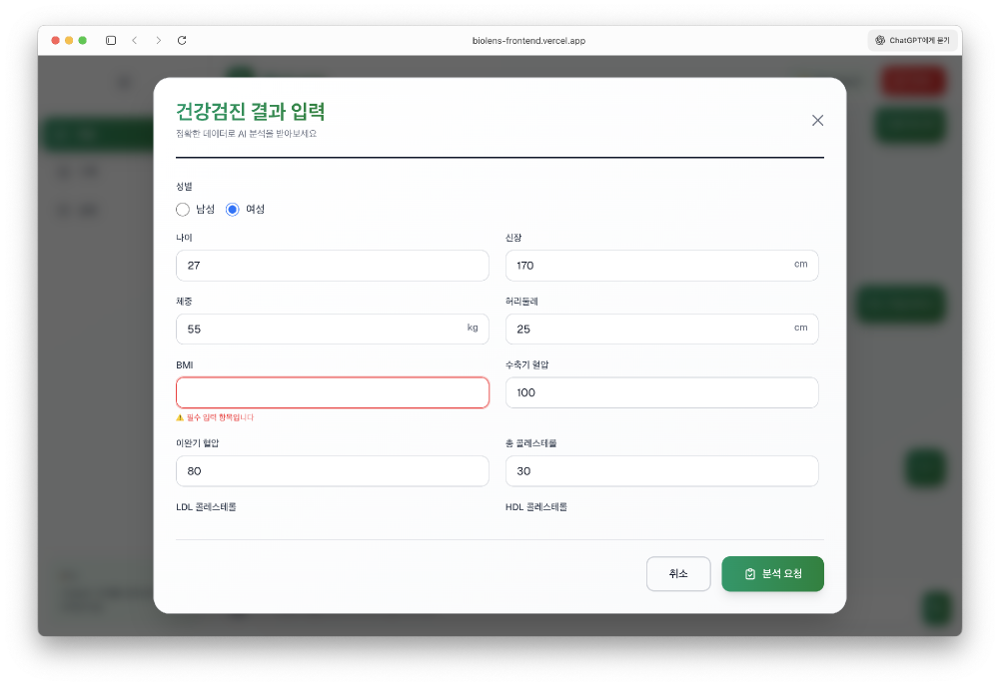 biolens-frontend.vercel.app
ChatGPT에게 묻기
건강검진 결과 입력
정확한 데이터로 AI 분석을 받아보세요
성별
남성 여성
나이 신장
27 170 cm
체중 허리둘레
55 kg 25 cm
BMI 수축기 혈압
100
⚠ 필수 입력 항목입니다
이완기 혈압 총 콜레스테롤
80 30
LDL 콜레스테롤 HDL 콜레스테롤
취소 분석 요청